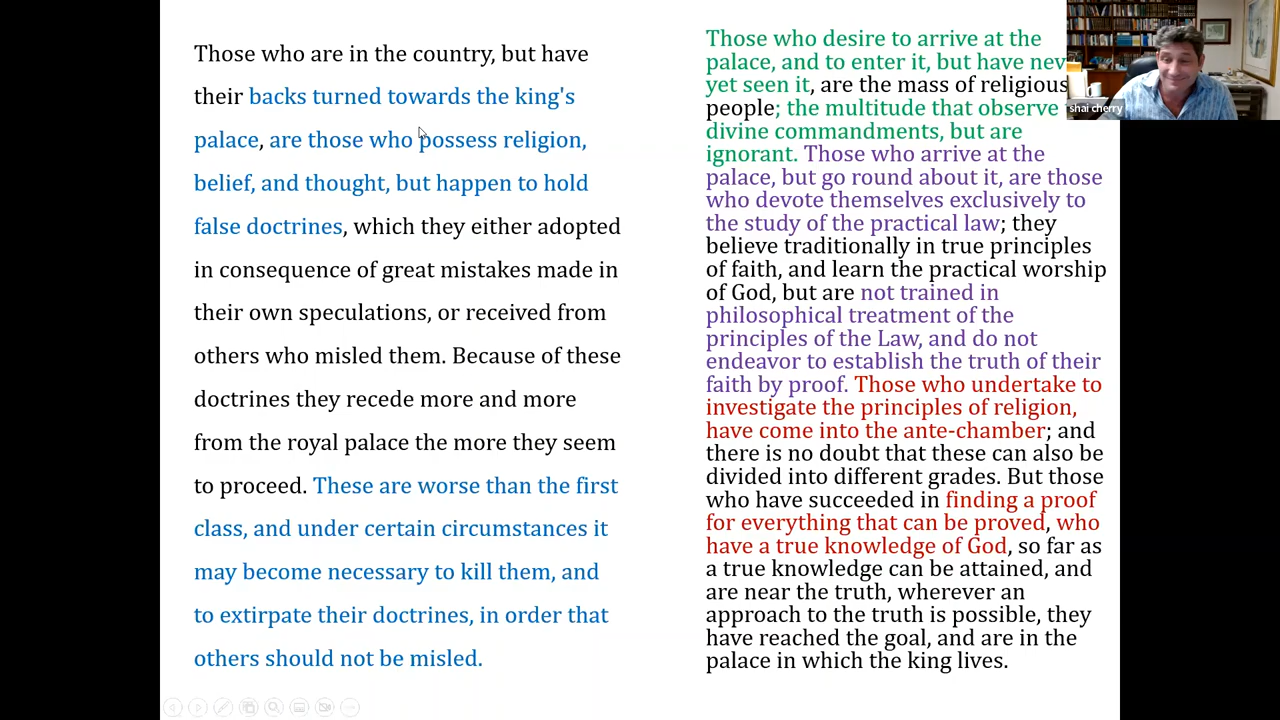 Those who are in the country, but have
their backs turned towards the king's
palace, are those who possess religion,
belief, and thought, but happen to hold
false doctrines, which they either adopted
in consequence of great mistakes made in
their own speculations, or received from
others who misled them. Because of these
doctrines they recede more and more
from the royal palace the more they seem
to proceed. These are worse than the first
class, and under certain circumstances it
may become necessary to kill them, and
to extirpate their doctrines, in order that
others should not be misled.
Those who desire to arrive at the
palace, and to enter it, but have nev
yet seen it, are the mass of religious
people; the multitude that observe
divine commandments, but are
ignorant. Those who arrive at the
palace, but go round about it, are those
who devote themselves exclusively to
the study of the practical law; they
believe traditionally in true principles
of faith, and learn the practical worship
of God, but are not trained in
philosophical treatment of the
principles of the Law, and do not
endeavor to establish the truth of their
faith by proof. Those who undertake to
investigate the principles of religion,
have come into the ante-chamber; and
there is no doubt that these can also be
divided into different grades. But those
who have succeeded in finding a proof
for everything that can be proved, who
have a true knowledge of God, so far as
a true knowledge can be attained, and
are near the truth, wherever an
approach to the truth is possible, they
have reached the goal, and are in the
palace in which the king lives.
shai cherry